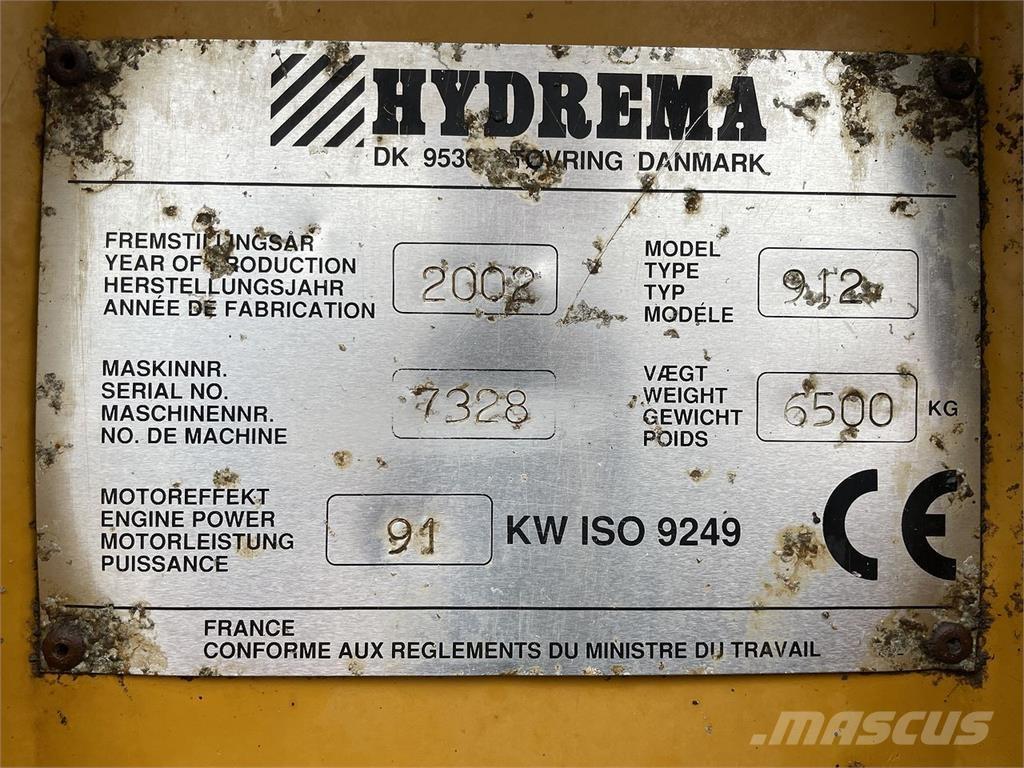 HYDREMA
DK 9530 STØVRING DANMARK
FREMSTILLINGSÅR
YEAR OF PRODUCTION
HERSTELLUNGSJAHR
ANNÉE DE FABRICATION
2002
MODEL
TYPE
TYP
MODÉLE
912
MASKINNR.
SERIAL NO.
MASCHINENNR.
NO. DE MACHINE
7328
VÆGT
WEIGHT
GEWICHT
POIDS
6500 KG
MOTOREFFEKT
ENGINE POWER
MOTORLEISTUNG
PUISSANCE
91 KW ISO 9249
CE
FRANCE
CONFORME AUX REGLEMENTS DU MINISTRE DU TRAVAIL
MASCUS